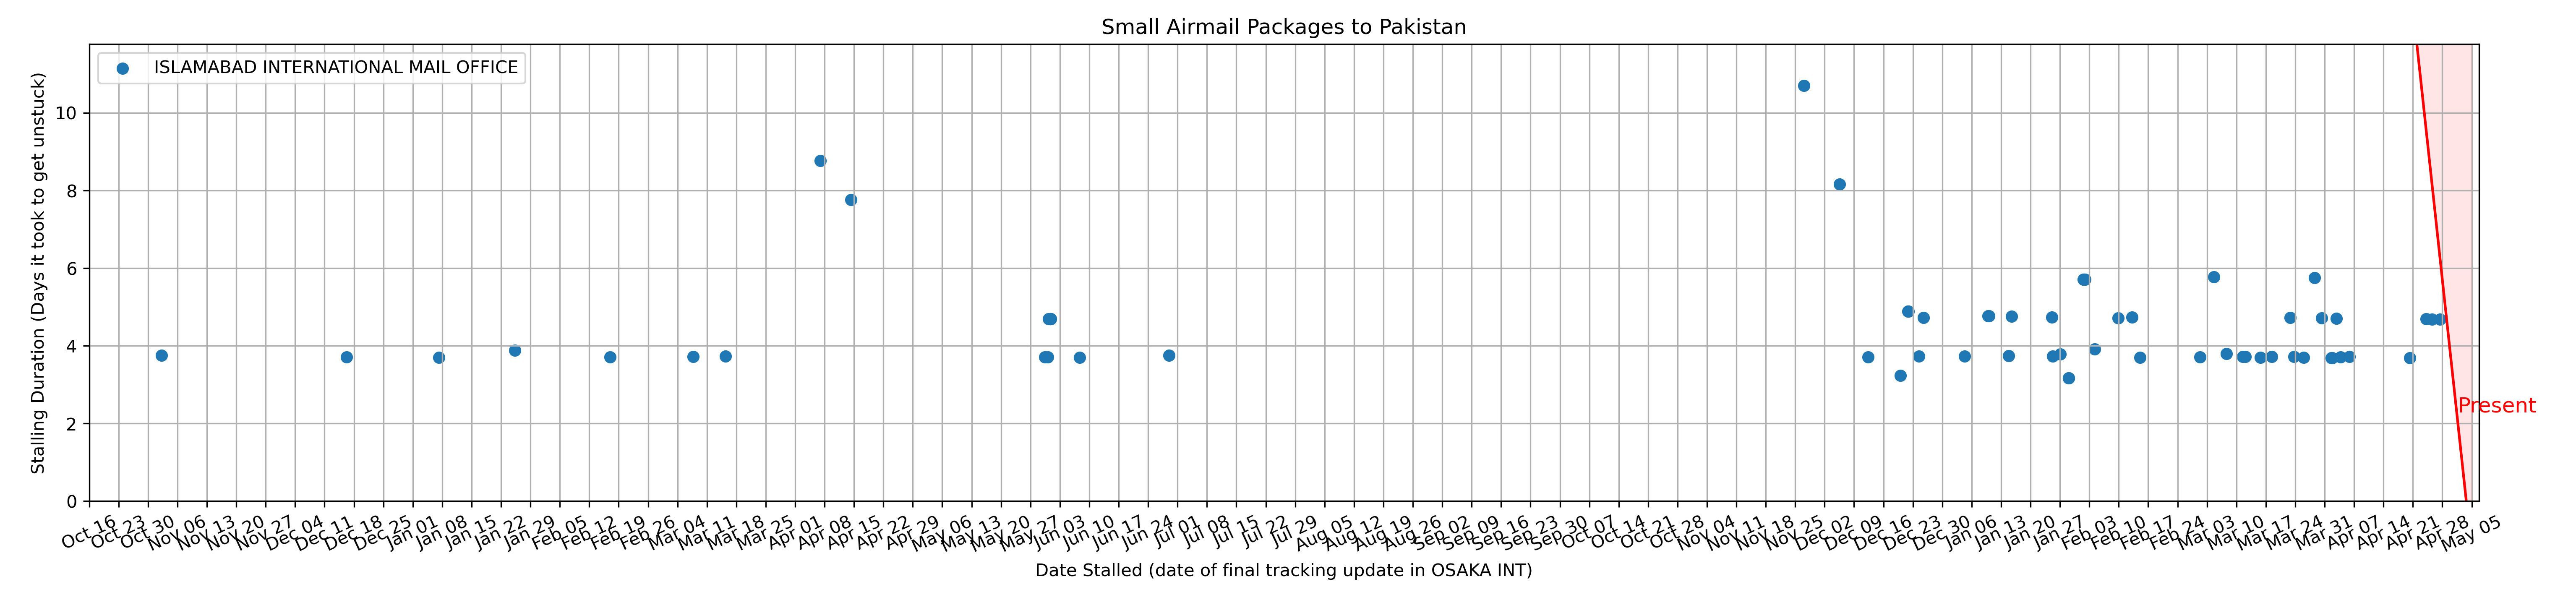 Small Airmail Packages to Pakistan
ISLAMABAD INTERNATIONAL MAIL OFFICE
Stalling Duration (Days it took to get unstuck)
10
8
6
4
2
0
Present
Oct 16
Oct 23
Oct 30
Nov 06
Nov 13
Nov 20
Nov 27
Dec 04
Dec 11
Dec 18
Dec 25
Jan 01
Jan 08
Jan 15
Jan 22
Jan 29
Feb 05
Feb 12
Feb 19
Feb 26
Mar 04
Mar 11
Mar 18
Mar 25
Apr 01
Apr 08
Apr 15
Apr 22
Apr 29
May 06
May 13
May 20
May 27
Jun 03
Jun 10
Jun 17
Jun 24
Jul 01
Jul 08
Jul 15
Jul 22
Jul 29
Aug 05
Aug 12
Aug 19
Aug 26
Sep 02
Sep 09
Sep 16
Sep 23
Sep 30
Oct 07
Oct 14
Oct 21
Oct 28
Nov 04
Nov 11
Nov 18
Nov 25
Dec 02
Dec 09
Dec 16
Dec 23
Dec 30
Jan 06
Jan 13
Jan 20
Jan 27
Feb 03
Feb 10
Feb 17
Feb 24
Mar 03
Mar 10
Mar 17
Mar 24
Mar 31
Apr 07
Apr 14
Apr 21
Apr 28
May 05
Date Stalled (date of final tracking update in OSAKA INT)